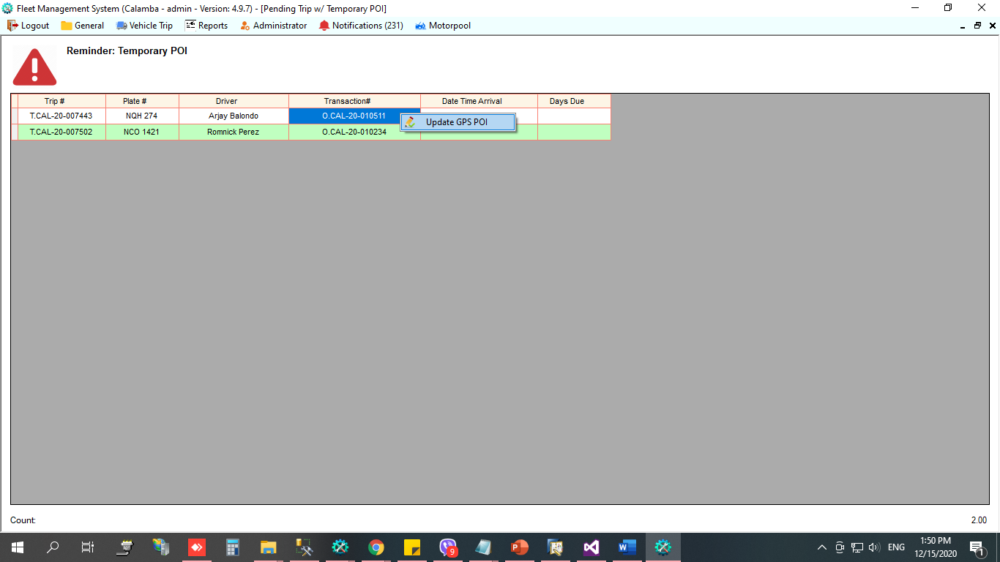 Fleet Management System (Calamba - admin - Version: 4.9.7) - [Pending Trip w/ Temporary POI]
Logout General Vehicle Trip Reports Administrator Notifications (231) Motorpool
Reminder: Temporary POI
Trip # Plate # Driver Transaction# Date Time Arrival Days Due
T.CAL-20-007443 NQH 274 Arjay Balondo O.CAL-20-010511
Update GPS POI
T.CAL-20-007502 NCO 1421 Romnick Perez O.CAL-20-010234
Count: 2.00
9
ENG
1:50 PM
12/15/2020
1